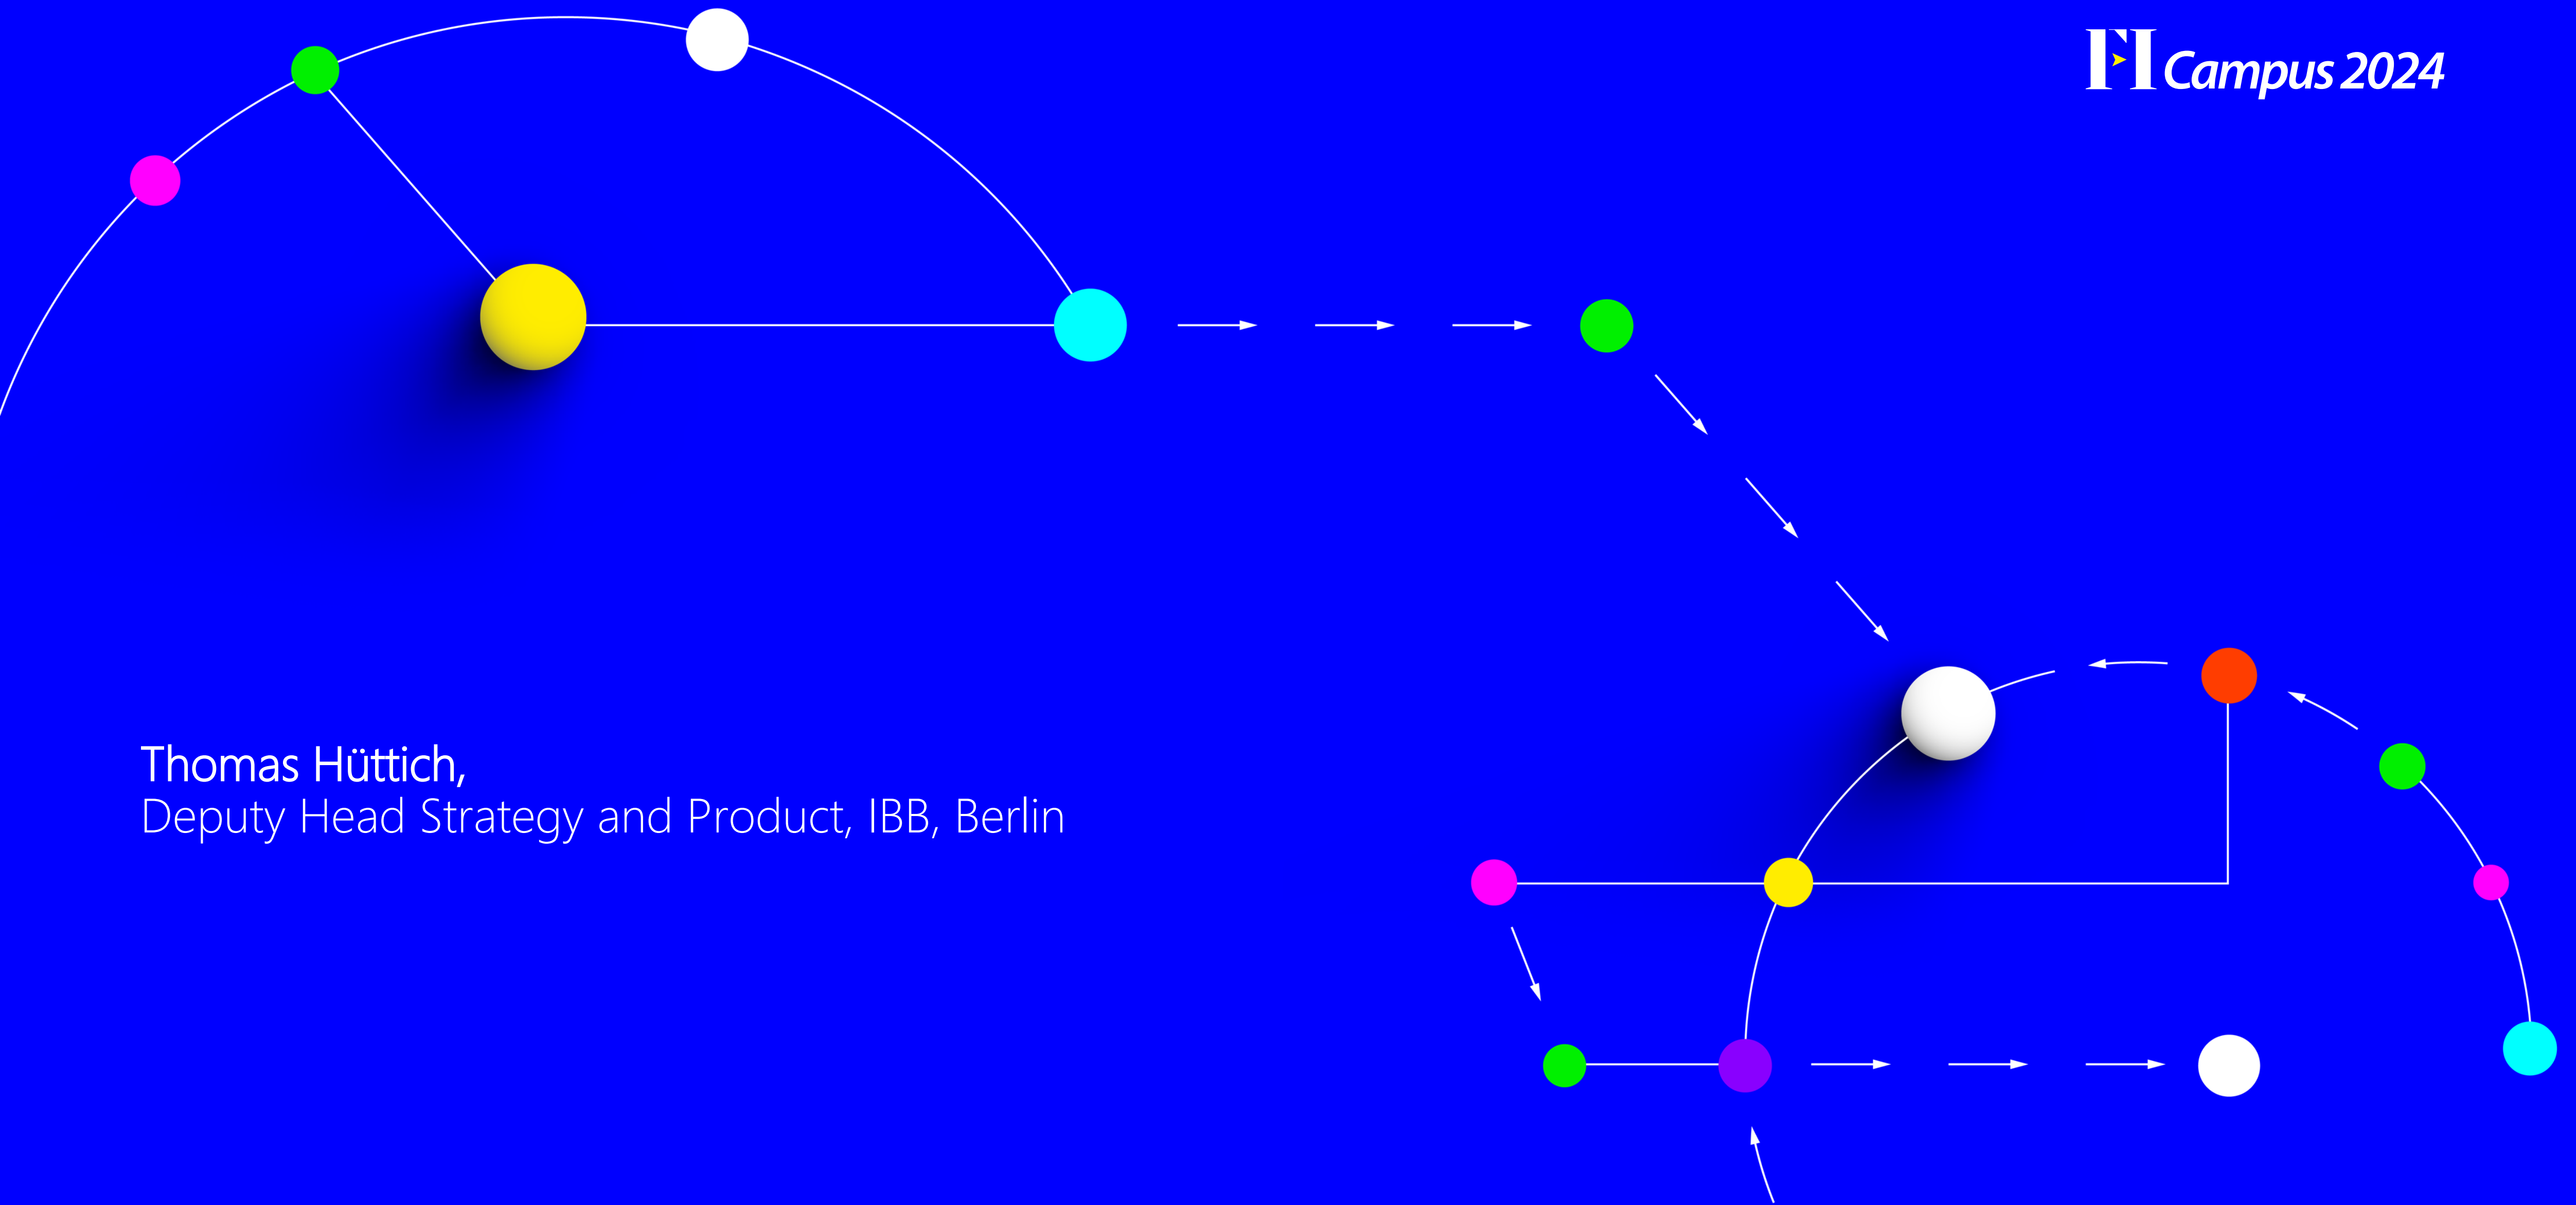 FI Campus 2024
Thomas Hüttich,
Deputy Head Strategy and Product, IBB, Berlin